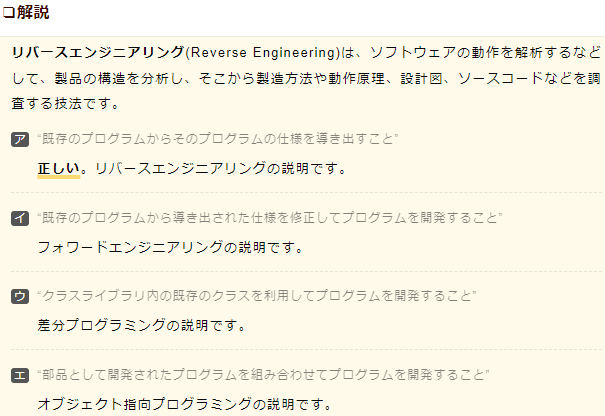 ❏解説
リバースエンジニアリング(Reverse Engineering)は、ソフトウェアの動作を解析するなど
して、製品の構造を分析し、そこから製造方法や動作原理、設計図、ソースコードなどを調
査する技法です。
ア “既存のプログラムからそのプログラムの仕様を導き出すこと”
正しい。リバースエンジニアリングの説明です。
イ “既存のプログラムから導き出された仕様を修正してプログラムを開発すること”
フォワードエンジニアリングの説明です。
ウ “クラスライブラリ内の既存のクラスを利用してプログラムを開発すること”
差分プログラミングの説明です。
エ “部品として開発されたプログラムを組み合わせてプログラムを開発すること”
オブジェクト指向プログラミングの説明です。